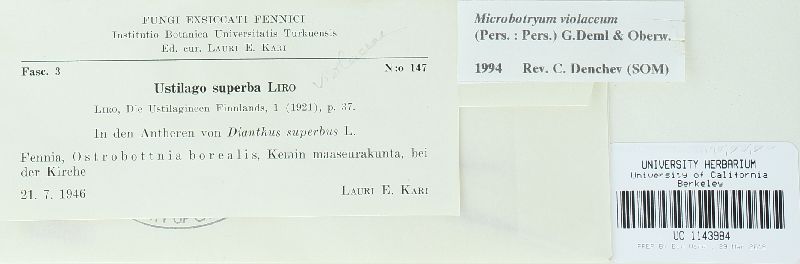 FUNGI EXSICCATI FENNICI
Instituto Botanica Universitatis Turkuensis
Ed. cur. LAURI E. KARI
Fasc. 3 N:o 147
violaceae
Ustilago superba LIRO
LIRO, Die Ustilagineen Finnlands, 1 (1921), p. 37.
In den Antheren von Dianthus superbus L.
Fennia, Ostrobottnia borealis, Kemin maaseurakunta, bei
der Kirche
21. 7. 1946 LAURI E. KARI
Microbotryum violaceum
(Pers. : Pers.) G.Deml & Oberw.
1994 Rev. C. Denchev (SOM)
UNIVERSITY HERBARIUM
University of California
Berkeley
UC 1143984